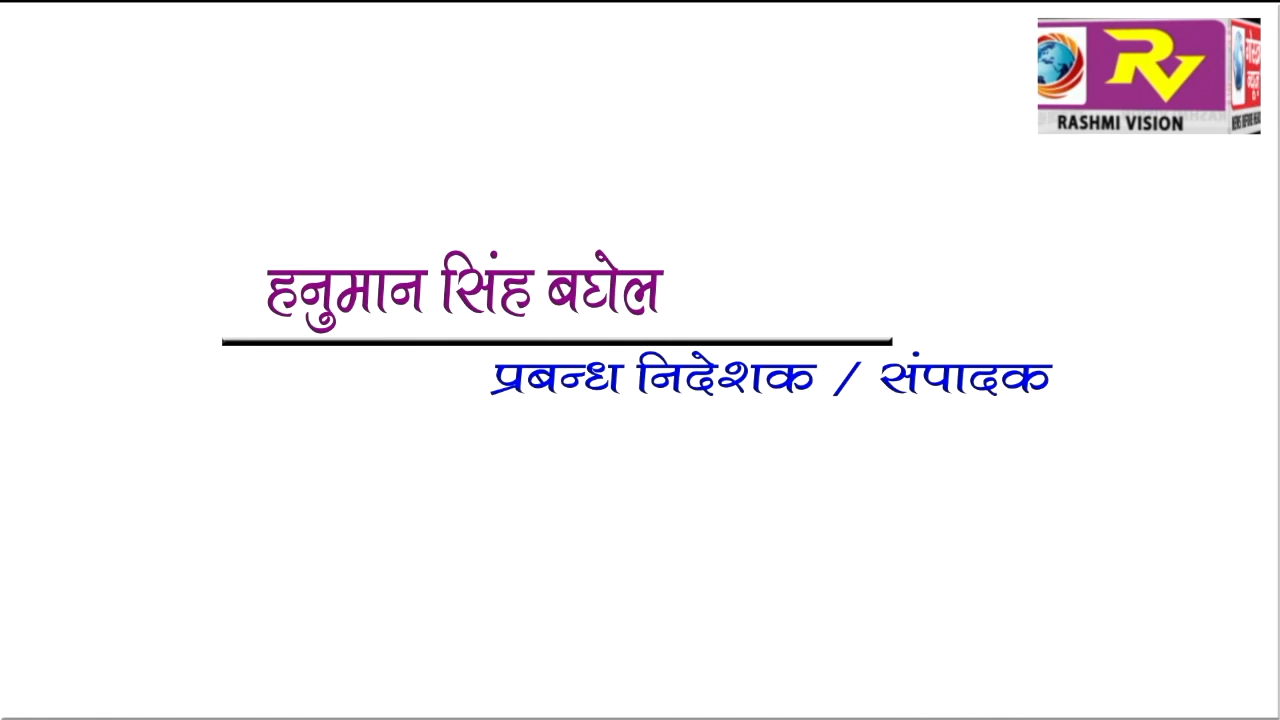 RV
RASHMI VISION
हनुमान सिंह बघेल
प्रबन्ध निदेशक / संपादक